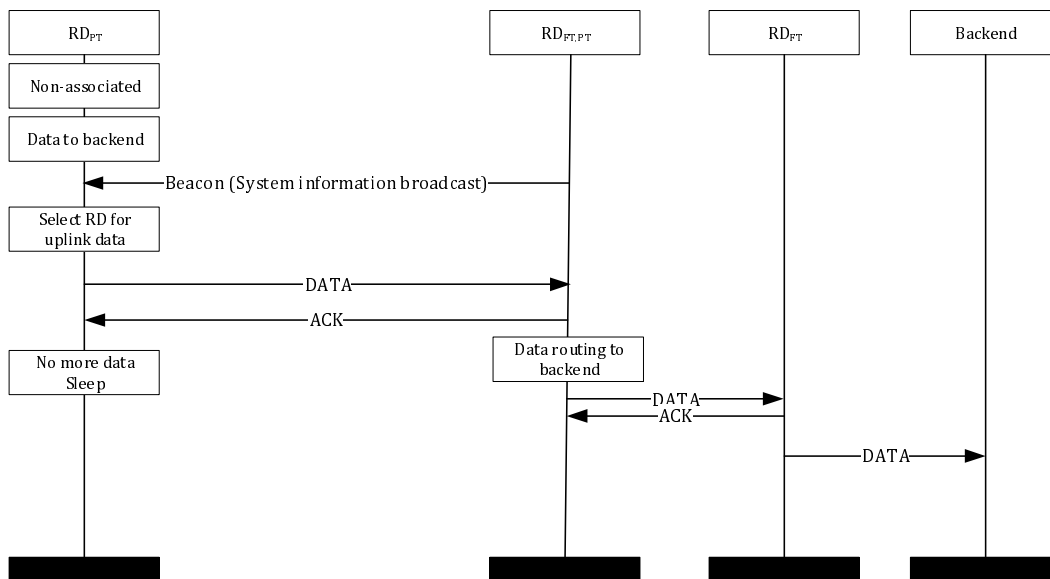 RDPT
RDFT,PT
RDFT
Backend
Non-associated
Data to backend
Beacon (System information broadcast)
Select RD for
uplink data
DATA
ACK
No more data
Sleep
Data routing to
backend
DATA
ACK
DATA